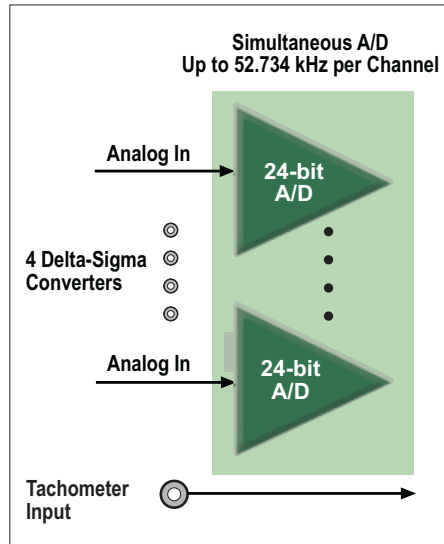 Simultaneous A/D
Up to 52.734 kHz per Channel
Analog In
24-bit
A/D
4 Delta-Sigma
Converters
Analog In
24-bit
A/D
Tachometer
Input